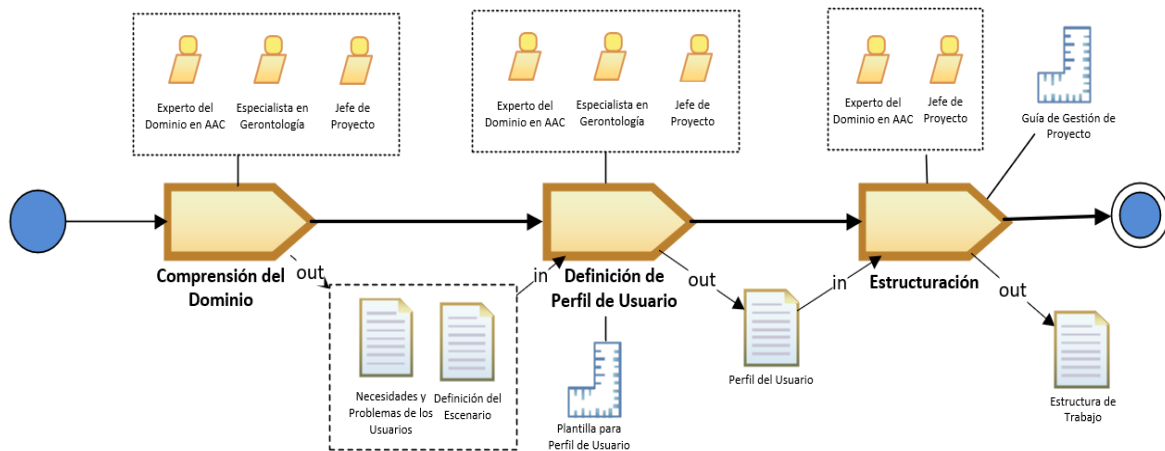 Experto del
Dominio en AAC
Especialista en
Gerontología
Jefe de
Proyecto
Experto del
Dominio en AAC
Especialista en
Gerontología
Jefe de
Proyecto
Experto del
Dominio en AAC
Jefe de
Proyecto
Guía de Gestión de
Proyecto
Comprensión del
Dominio
out
in
Definición de
Perfil de Usuario
out
in
Estructuración
out
Necesidades y
Problemas de los
Usuarios
Definición del
Escenario
Plantilla para
Perfil de Usuario
Perfil del Usuario
Estructura de
Trabajo